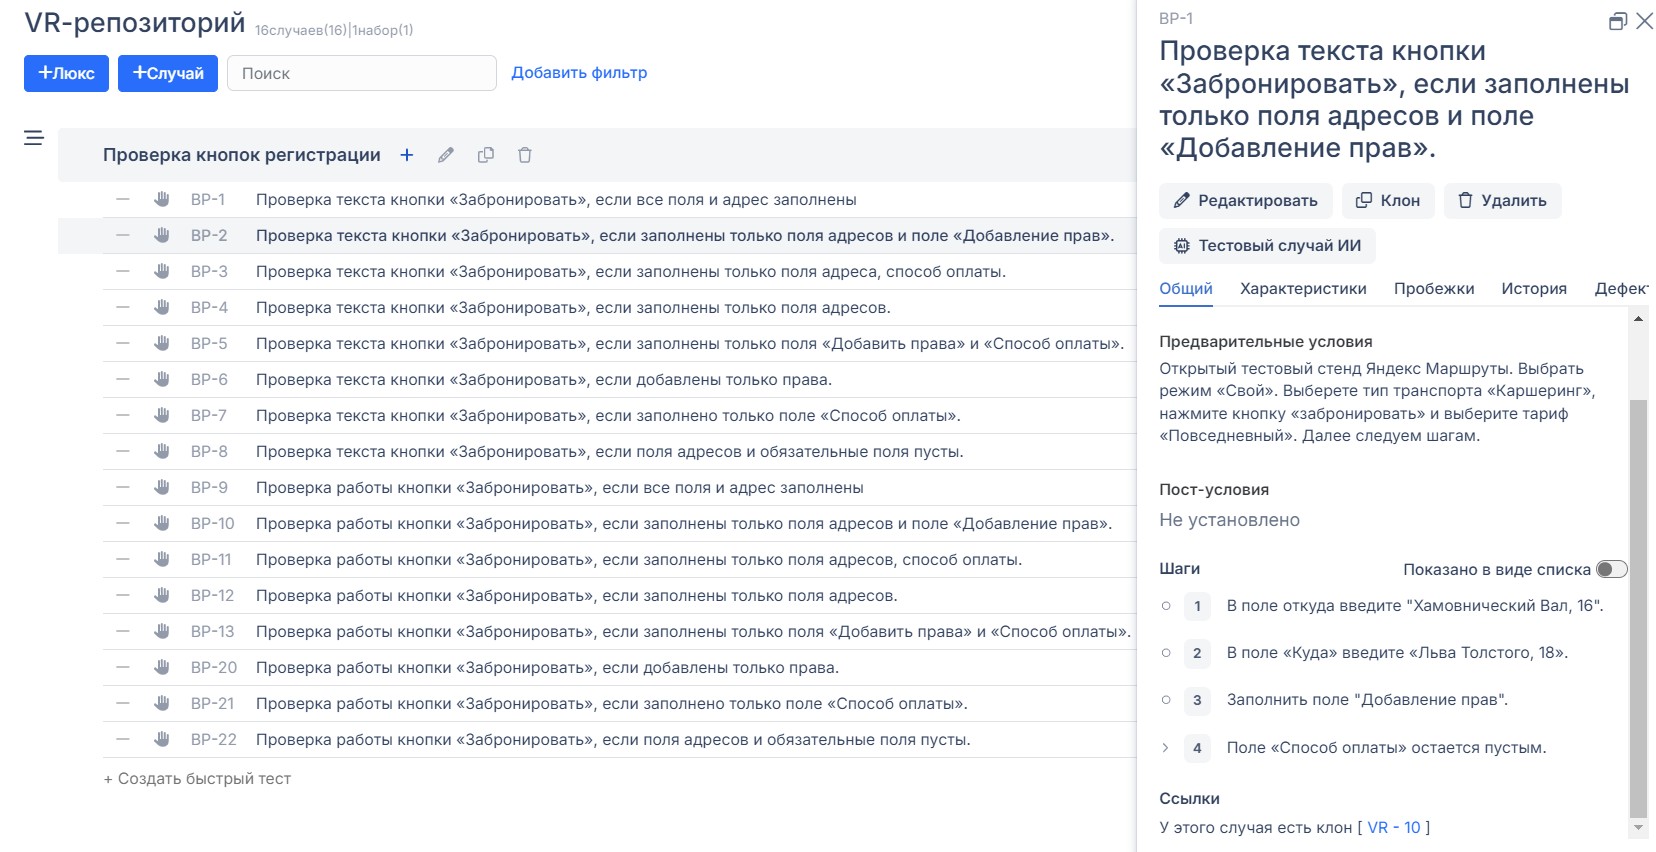 VR-репозиторий 16случаев(16)|1набор(1)
+Люкс +Случай Поиск Добавить фильтр
Проверка кнопок регистрации
ВР-1 Проверка текста кнопки «Забронировать», если все поля и адрес заполнены
ВР-2 Проверка текста кнопки «Забронировать», если заполнены только поля адресов и поле «Добавление прав».
ВР-3 Проверка текста кнопки «Забронировать», если заполнены только поля адреса, способ оплаты.
ВР-4 Проверка текста кнопки «Забронировать», если заполнены только поля адресов.
ВР-5 Проверка текста кнопки «Забронировать», если заполнены только поля «Добавить права» и «Способ оплаты».
ВР-6 Проверка текста кнопки «Забронировать», если добавлены только права.
ВР-7 Проверка текста кнопки «Забронировать», если заполнено только поле «Способ оплаты».
ВР-8 Проверка текста кнопки «Забронировать», если поля адресов и обязательные поля пусты.
ВР-9 Проверка работы кнопки «Забронировать», если все поля и адрес заполнены
ВР-10 Проверка работы кнопки «Забронировать», если заполнены только поля адресов и поле «Добавление прав».
ВР-11 Проверка работы кнопки «Забронировать», если заполнены только поля адресов, способ оплаты.
ВР-12 Проверка работы кнопки «Забронировать», если заполнены только поля адресов.
ВР-13 Проверка работы кнопки «Забронировать», если заполнены только поля «Добавить права» и «Способ оплаты».
ВР-20 Проверка работы кнопки «Забронировать», если добавлены только права.
ВР-21 Проверка работы кнопки «Забронировать», если заполнено только поле «Способ оплаты».
ВР-22 Проверка работы кнопки «Забронировать», если поля адресов и обязательные поля пусты.
+ Создать быстрый тест
ВР-1
Проверка текста кнопки
«Забронировать», если заполнены
только поля адресов и поле
«Добавление прав».
Редактировать Клон Удалить
Тестовый случай ИИ
Общий Характеристики Пробежки История Дефек
Предварительные условия
Открытый тестовый стенд Яндекс Маршруты. Выбрать
режим «Свой». Выберете тип транспорта «Каршеринг»,
нажмите кнопку «забронировать» и выберите тариф
«Повседневный». Далее следуем шагам.
Пост-условия
Не установлено
Шаги Показано в виде списка
1 В поле откуда введите "Хамовнический Вал, 16".
2 В поле «Куда» введите «Льва Толстого, 18».
3 Заполнить поле "Добавление прав".
4 Поле «Способ оплаты» остается пустым.
Ссылки
У этого случая есть клон [ VR - 10 ]